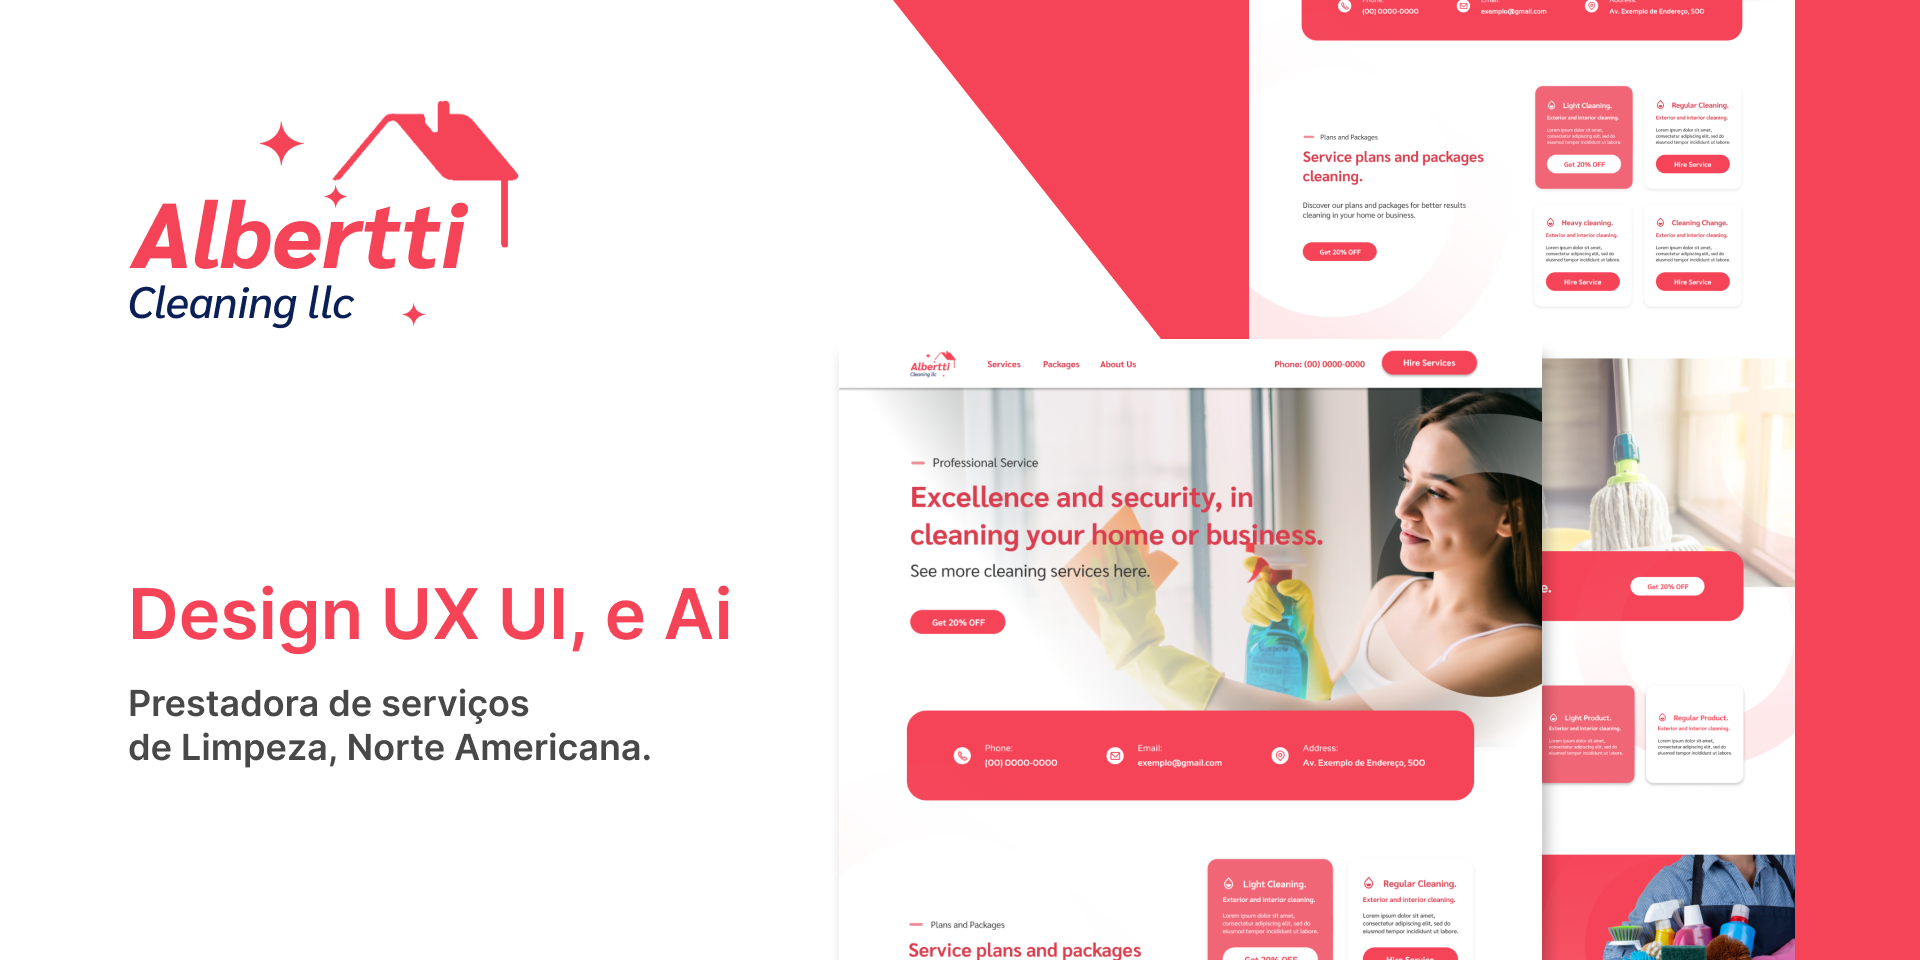 Albertti
Cleaning llc
Design UX UI, e Ai
Prestadora de serviços
de Limpeza, Norte Americana.
(00) 0000-0000
exemplo@gmail.com
Av. Exemplo de Endereço, 500
Plans and Packages
Service plans and packages
cleaning.
Discover our plans and packages for better results
cleaning in your home or business.
Get 20% OFF
Light Cleaning.
Exterior and interior cleaning.
Lorem ipsum dolor sit amet,
consectetur adipiscing elit, sed do
eiusmod tempor incididunt ut labore.
Get 20% OFF
Regular Cleaning.
Exterior and interior cleaning.
Lorem ipsum dolor sit amet,
consectetur adipiscing elit, sed do
eiusmod tempor incididunt ut labore.
Hire Service
Heavy cleaning.
Exterior and interior cleaning.
Lorem ipsum dolor sit amet,
consectetur adipiscing elit, sed do
eiusmod tempor incididunt ut labore.
Hire Service
Cleaning Change.
Exterior and interior cleaning.
Lorem ipsum dolor sit amet,
consectetur adipiscing elit, sed do
eiusmod tempor incididunt ut labore.
Hire Service
Albertti
Cleaning llc
Services
Packages
About Us
Phone: (00) 0000-0000
Hire Services
Professional Service
Excellence and security, in
cleaning your home or business.
See more cleaning services here.
Get 20% OFF
Phone:
(00) 0000-0000
Email:
exemplo@gmail.com
Address:
Av. Exemplo de Endereço, 500
Plans and Packages
Service plans and packages
Light Cleaning.
Exterior and interior cleaning.
Lorem ipsum dolor sit amet,
consectetur adipiscing elit, sed do
eiusmod tempor incididunt ut labore.
Get 20% OFF
Regular Cleaning.
Exterior and interior cleaning.
Lorem ipsum dolor sit amet,
consectetur adipiscing elit, sed do
eiusmod tempor incididunt ut labore.
Hire Service
e.
Get 20% OFF
Light Product.
Exterior and interior cleaning.
Lorem ipsum dolor sit amet,
consectetur adipiscing elit, sed do
eiusmod tempor incididunt ut labore.
Regular Product.
Exterior and interior cleaning.
Lorem ipsum dolor sit amet,
consectetur adipiscing elit, sed do
eiusmod tempor incididunt ut labore.